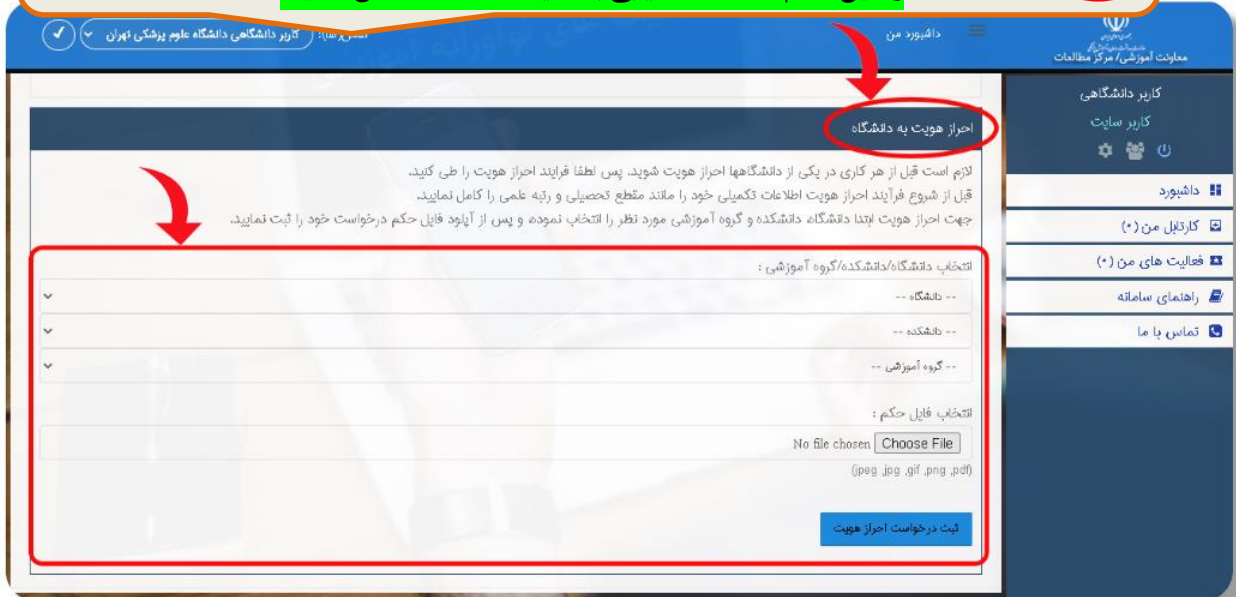 معاونت آموزشی/ مرکز مطالعات
داشبورد من
کاربر دانشگاهی دانشگاه علوم پزشکی تهران
کاربر دانشگاهی
کاربر سایت
داشبورد
کارتابل من (۰)
فعالیت های من (۰)
راهنمای سامانه
تماس با ما
احراز هویت به دانشگاه
لازم است قبل از هر کاری در یکی از دانشگاهها احراز هویت شوید. پس لطفا فرایند احراز هویت را طی کنید.
قبل از شروع فرآیند احراز هویت اطلاعات تکمیلی خود را مانند مقطع تحصیلی و رتبه علمی را کامل نمایید.
جهت احراز هویت ابتدا دانشگاه، دانشکده و گروه آموزشی مورد نظر را انتخاب نموده و پس از آپلود فایل حکم درخواست خود را ثبت نمایید.
انتخاب دانشگاه/دانشکده/گروه آموزشی :
-- دانشگاه --
-- دانشکده --
-- گروه آموزشی --
انتخاب فایل حکم :
Choose File No file chosen
(jpeg ,jpg ,gif ,png ,pdf)
ثبت درخواست احراز هویت